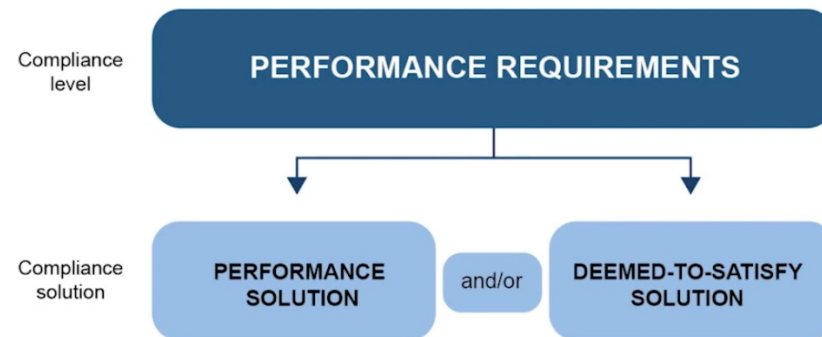 Compliance
level
PERFORMANCE REQUIREMENTS
Compliance
solution
PERFORMANCE
SOLUTION
and/or
DEEMED-TO-SATISFY
SOLUTION